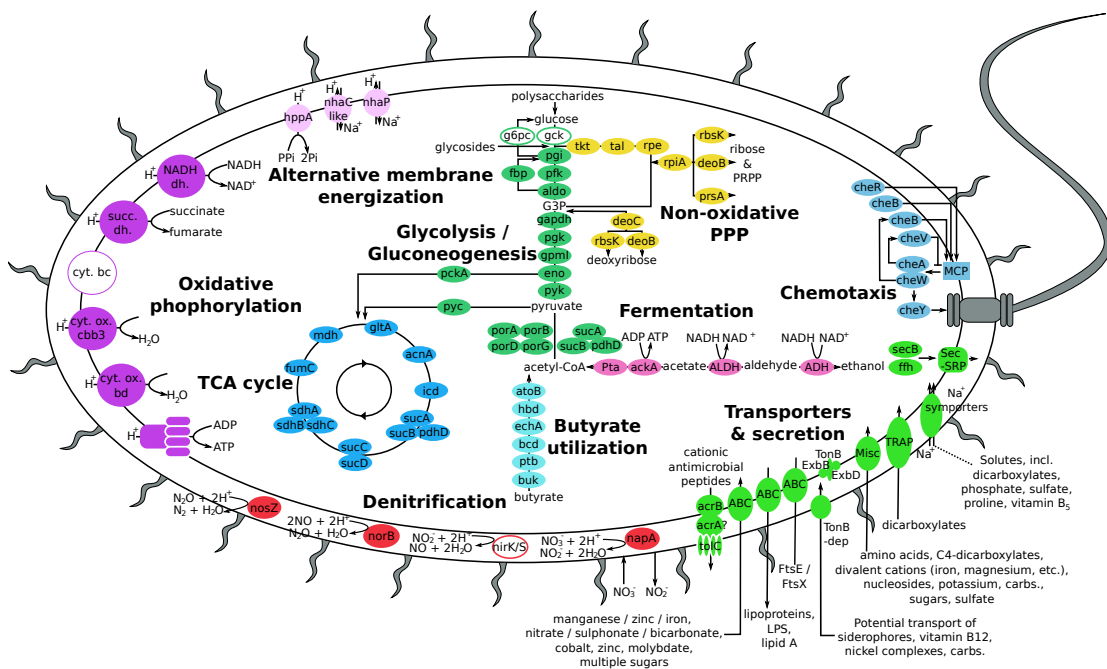 H⁺
hppA
PPi 2Pi
H⁺
nhaC
like
Na⁺
H⁺
nhaP
Na⁺
Alternative membrane
energization
H⁺
NADH
dh.
NADH
NAD⁺
H⁺
succ.
dh.
succinate
fumarate
cyt. bc
Oxidative
phophorylation
H⁺
cyt. ox.
cbb3
H₂O
H⁺
cyt. ox.
bd
H₂O
H⁺
ADP
ATP
polysaccharides
glucose
g6pc
gck
glycosides
pgi
fbp
pfk
aldo
G3P
gapdh
pgk
gpmI
eno
pyk
pyruvate
Glycolysis /
Gluconeogenesis
pckA
pyc
tkt
tal
rpe
rpiA
rbsK
deoB
prsA
ribose
&
PRPP
deoC
rbsK
deoB
deoxyribose
Non-oxidative
PPP
cheR
cheB
cheB
cheV
cheA
cheW
cheY
MCP
Chemotaxis
TCA cycle
mdh
gltA
acnA
icd
sucA
sucB
pdhD
sucC
sucD
sdhA
sdhB
sdhC
fumC
porA
porB
porD
porG
sucA
sucB
pdhD
Fermentation
ADP ATP
NADH NAD⁺
NADH NAD⁺
acetyl-CoA
Pta
ackA
acetate
ALDH
aldehyde
ADH
ethanol
secB
ffh
Sec
-SRP
atoB
hbd
echA
bcd
ptb
buk
butyrate
Butyrate
utilization
Transporters
& secretion
Denitrification
N₂O + 2H⁺
N₂ + H₂O
nosZ
2NO + 2H⁺
N₂O + H₂O
norB
NO₂⁻ + 2H⁺
NO + 2H₂O
nirK/S
NO₃⁻ + 2H⁺
NO₂⁻ + 2H₂O
napA
NO₃⁻
NO₂⁻
cationic
antimicrobial
peptides
acrB
acrA?
tolC
ABC
ABC
ABC
TonB
ExbB
ExbD
Misc
TRAP
Na⁺
symporters
Na⁺
TonB
-dep
FtsE /
FtsX
Solutes, incl.
dicarboxylates,
phosphate, sulfate,
proline, vitamin B₅
dicarboxylates
amino acids, C4-dicarboxylates,
divalent cations (iron, magnesium, etc.),
nucleosides, potassium, carbs.,
sugars, sulfate
manganese / zinc / iron,
nitrate / sulphonate / bicarbonate,
cobalt, zinc, molybdate,
multiple sugars
lipoproteins,
LPS,
lipid A
Potential transport of
siderophores, vitamin B12,
nickel complexes, carbs.